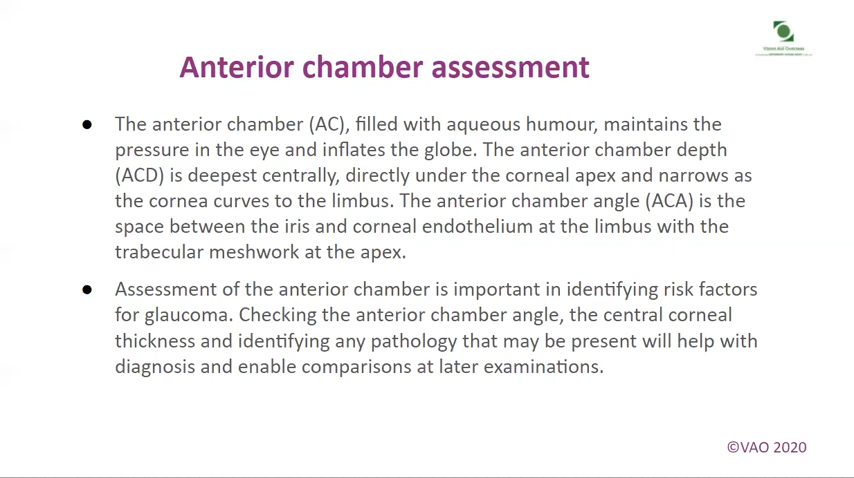 Vision Aid Overseas
Anterior chamber assessment
● The anterior chamber (AC), filled with aqueous humour, maintains the
pressure in the eye and inflates the globe. The anterior chamber depth
(ACD) is deepest centrally, directly under the corneal apex and narrows as
the cornea curves to the limbus. The anterior chamber angle (ACA) is the
space between the iris and corneal endothelium at the limbus with the
trabecular meshwork at the apex.
● Assessment of the anterior chamber is important in identifying risk factors
for glaucoma. Checking the anterior chamber angle, the central corneal
thickness and identifying any pathology that may be present will help with
diagnosis and enable comparisons at later examinations.
©VAO 2020